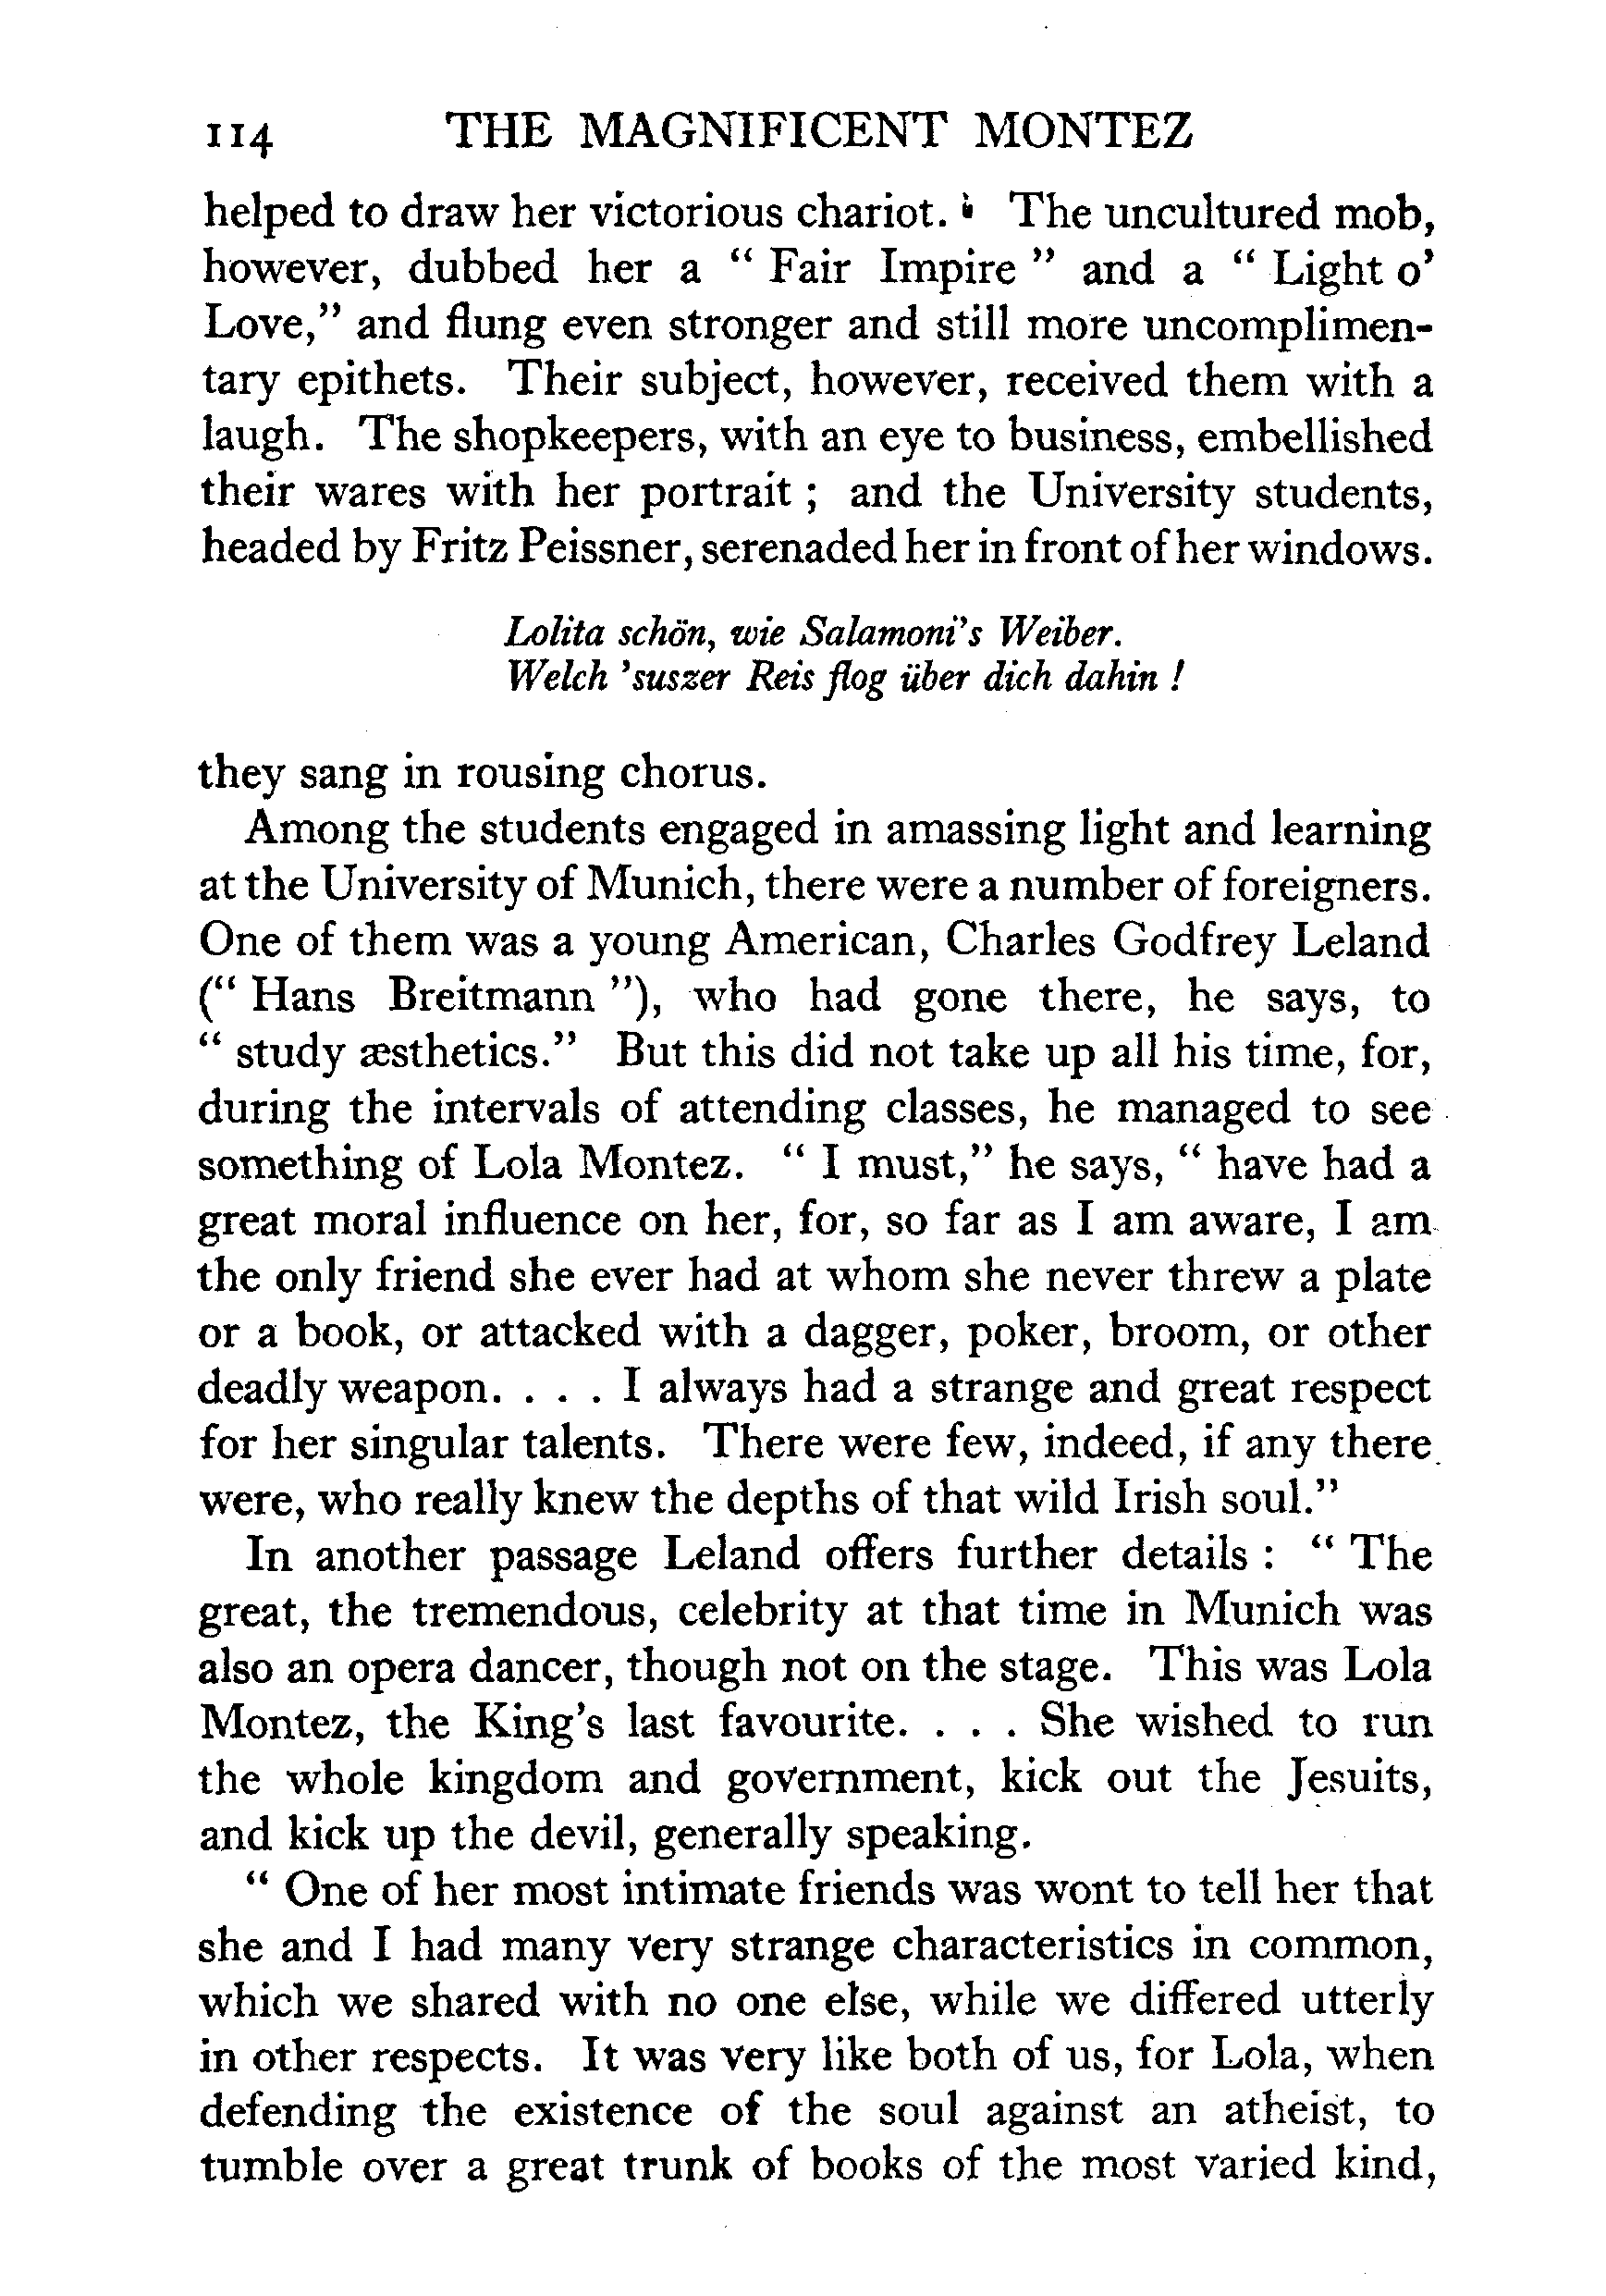 114 THE MAGNIFICENT MONTEZ
helped to draw her victorious chariot. The uncultured mob,
however, dubbed her a “ Fair Impire ” and a “ Light o’
Love,” and flung even stronger and still more uncomplimen-
tary epithets. Their subject, however, received them with a
laugh. The shopkeepers, with an eye to business, embellished
their wares with her portrait ; and the University students,
headed by Fritz Peissner, serenaded her in front of her windows.
Lolita schön, wie Salamoni’s Weiber.
Welch ’suszer Reis flog über dich dahin !
they sang in rousing chorus.
Among the students engaged in amassing light and learning
at the University of Munich, there were a number of foreigners.
One of them was a young American, Charles Godfrey Leland
(“ Hans Breitmann ”), who had gone there, he says, to
“ study æsthetics.” But this did not take up all his time, for,
during the intervals of attending classes, he managed to see
something of Lola Montez. “ I must,” he says, “ have had a
great moral influence on her, for, so far as I am aware, I am
the only friend she ever had at whom she never threw a plate
or a book, or attacked with a dagger, poker, broom, or other
deadly weapon. . . . I always had a strange and great respect
for her singular talents. There were few, indeed, if any there
were, who really knew the depths of that wild Irish soul.”
In another passage Leland offers further details : “ The
great, the tremendous, celebrity at that time in Munich was
also an opera dancer, though not on the stage. This was Lola
Montez, the King’s last favourite. . . . She wished to run
the whole kingdom and government, kick out the Jesuits,
and kick up the devil, generally speaking.
“ One of her most intimate friends was wont to tell her that
she and I had many very strange characteristics in common,
which we shared with no one else, while we differed utterly
in other respects. It was very like both of us, for Lola, when
defending the existence of the soul against an atheist, to
tumble over a great trunk of books of the most varied kind,